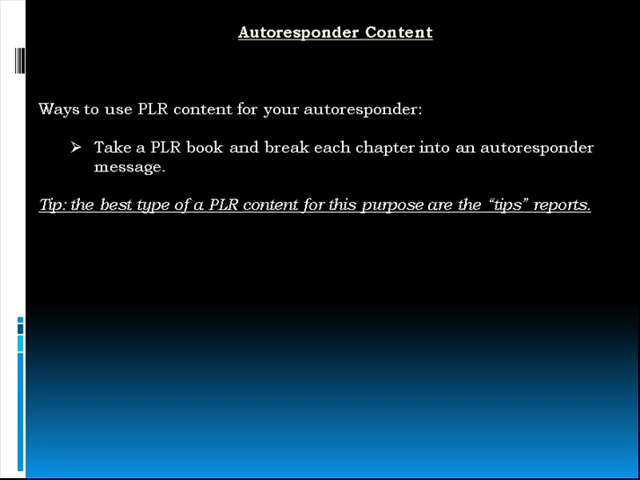 Autoresponder Content
Ways to use PLR content for your autoresponder:
➢ Take a PLR book and break each chapter into an autoresponder
message.
Tip: the best type of a PLR content for this purpose are the “tips” reports.